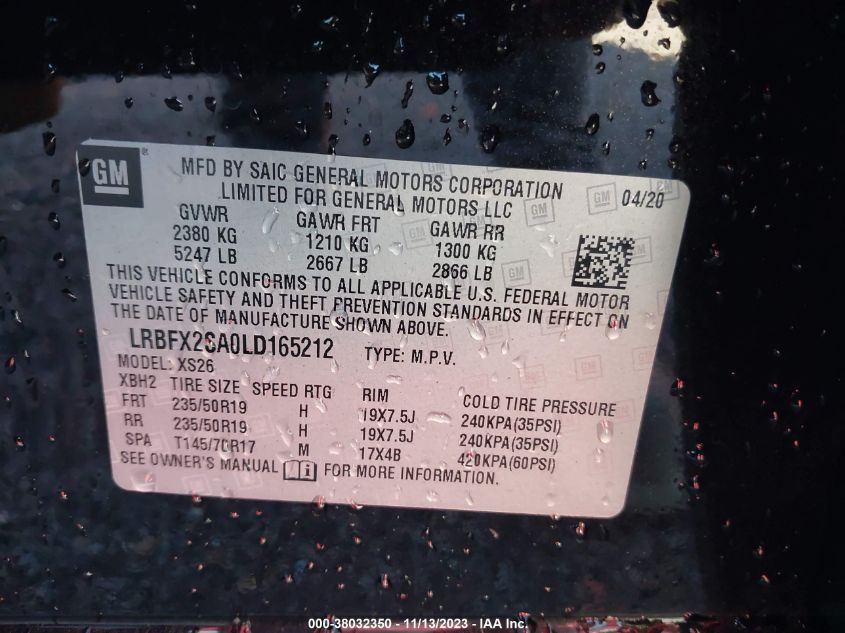 GM ®
MFD BY SAIC GENERAL MOTORS CORPORATION
LIMITED FOR GENERAL MOTORS LLC
04/20
GVWR GAWR FRT GAWR RR
2380 KG 1210 KG 1300 KG
5247 LB 2667 LB 2866 LB
THIS VEHICLE CONFORMS TO ALL APPLICABLE U.S. FEDERAL MOTOR
VEHICLE SAFETY AND THEFT PREVENTION STANDARDS IN EFFECT ON
THE DATE OF MANUFACTURE SHOWN ABOVE.
LRBFX2SA0LD165212 TYPE: M.P.V.
MODEL: XS26
XBH2 TIRE SIZE SPEED RTG RIM COLD TIRE PRESSURE
FRT 235/50R19 H 19X7.5J 240KPA(35PSI)
RR 235/50R19 H 19X7.5J 240KPA(35PSI)
SPA T145/70R17 M 17X4B 420KPA(60PSI)
SEE OWNER'S MANUAL i FOR MORE INFORMATION.
000-38032350 - 11/13/2023 - IAA Inc.